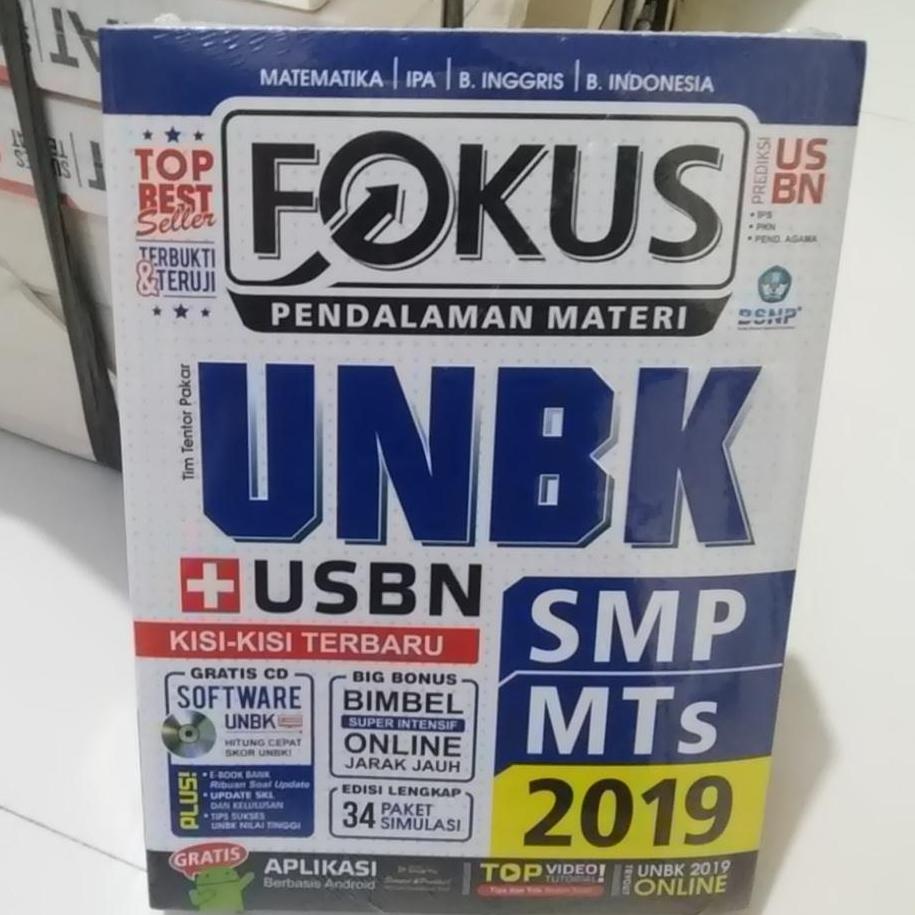 MATEMATIKA | IPA | B. INGGRIS | B. INDONESIA
TOP
BEST
Seller
TERBUKTI
& TERUJI
FOKUS
PENDALAMAN MATERI
PREDIKSI
US
BN
• IPS
• PKN
• PEND. AGAMA
BSNP
Tim Tentor Pakar
UNBK
+ USBN
KISI-KISI TERBARU
SMP
MTs
2019
GRATIS CD
SOFTWARE
UNBK
HITUNG CEPAT
SKOR UNBK!
PLUS!
• E-BOOK BANK
Ribuan Soal Update
• UPDATE SKL
DAN KELULUSAN
• TIPS SUKSES
UNBK NILAI TINGGI
BIG BONUS
BIMBEL
SUPER INTENSIF
ONLINE
JARAK JAUH
EDISI LENGKAP
34 PAKET
SIMULASI
GRATIS
APLIKASI
Berbasis Android
TOP VIDEO
TUTORIAL!
TRYOUT
UNBK 2019
ONLINE